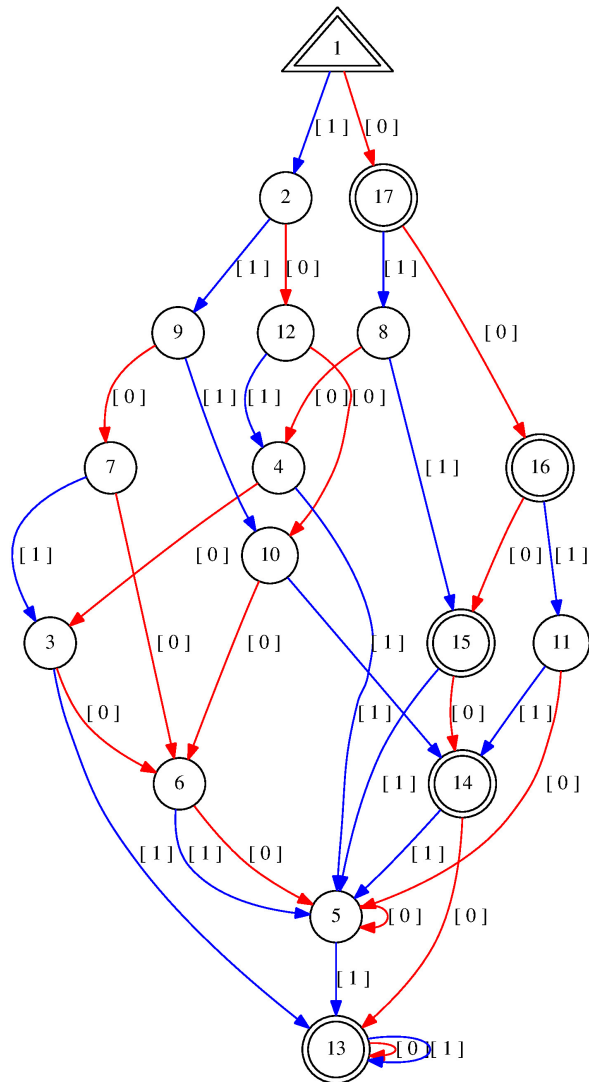 1
[ 1 ] [ 0 ]
2 17
[ 1 ] [ 0 ] [ 1 ]
9 12 8 [ 0 ]
[ 0 ] [ 1 ] [ 1 ] [ 0 ] [ 0 ]
7 4 [ 1 ] 16
[ 1 ] [ 0 ] 10 [ 0 ] [ 1 ]
3 [ 0 ] [ 0 ] [ 1 ] 15 11
[ 0 ] [ 1 ] [ 0 ] [ 1 ]
6 [ 1 ] 14 [ 0 ]
[ 1 ] [ 1 ] [ 0 ] [ 1 ]
5 [ 0 ] [ 0 ]
[ 1 ]
13 [ 0 ] [ 1 ]